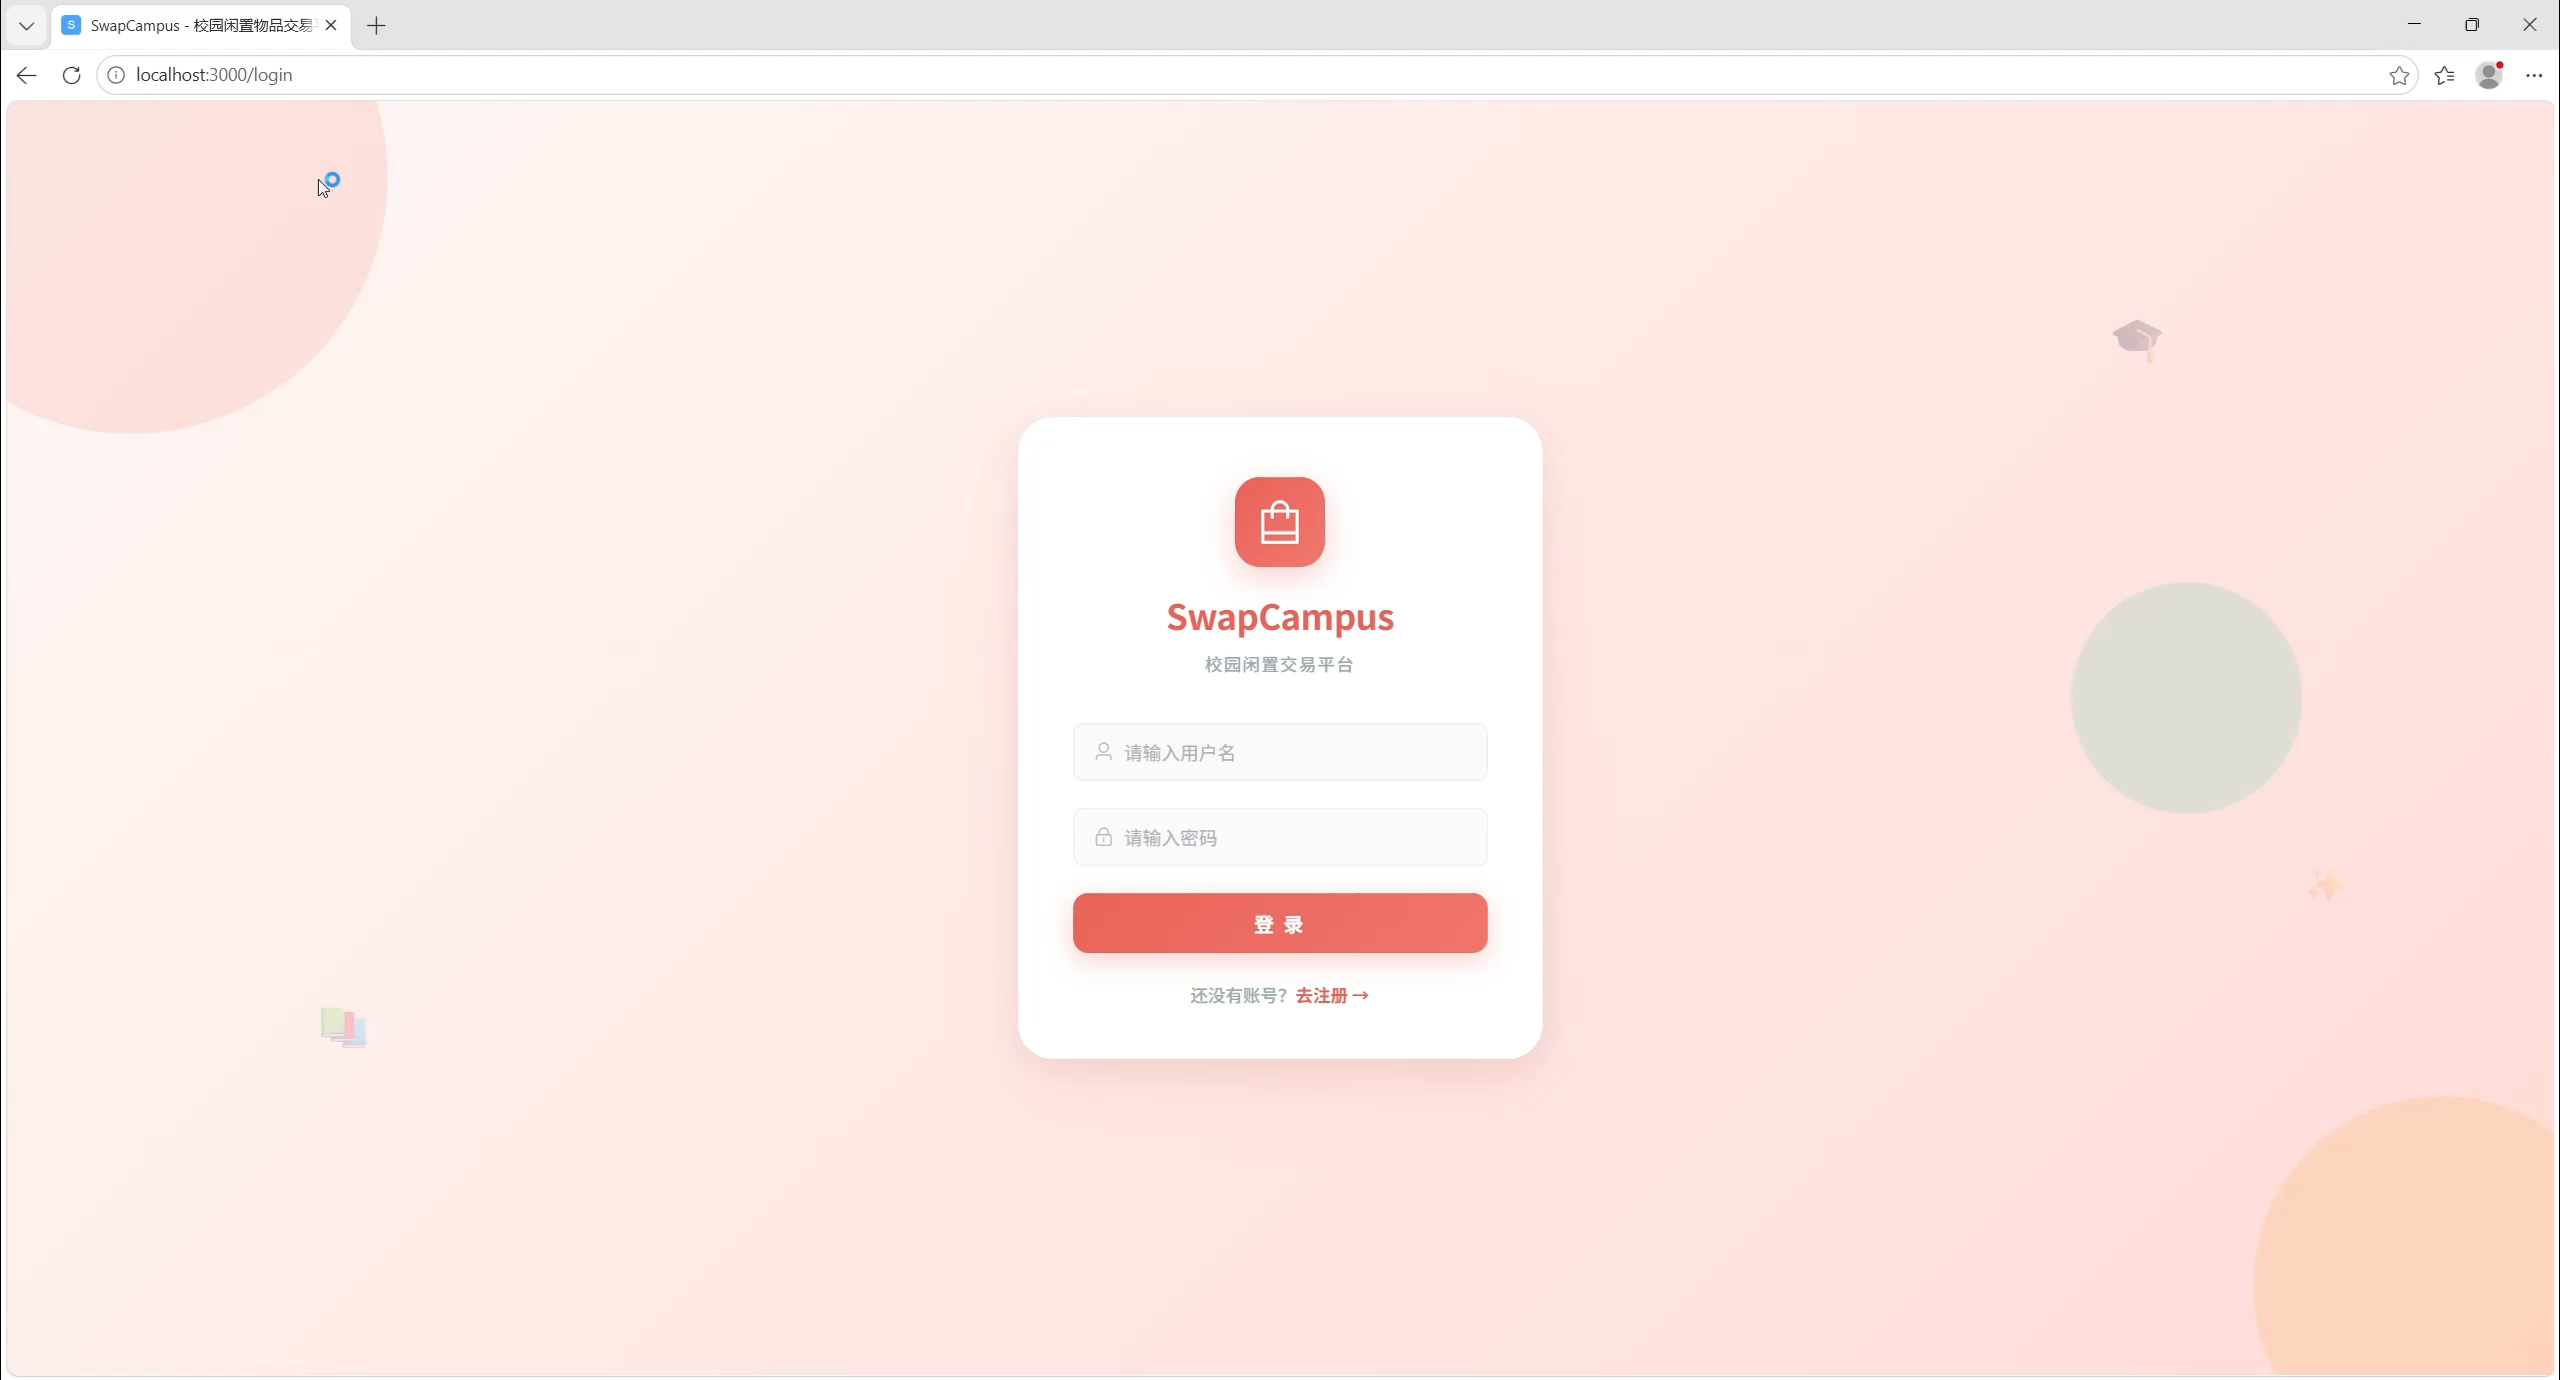 S SwapCampus - 校园闲置物品交易
localhost:3000/login
SwapCampus
校园闲置交易平台
请输入用户名
请输入密码
登 录
还没有账号？去注册 →